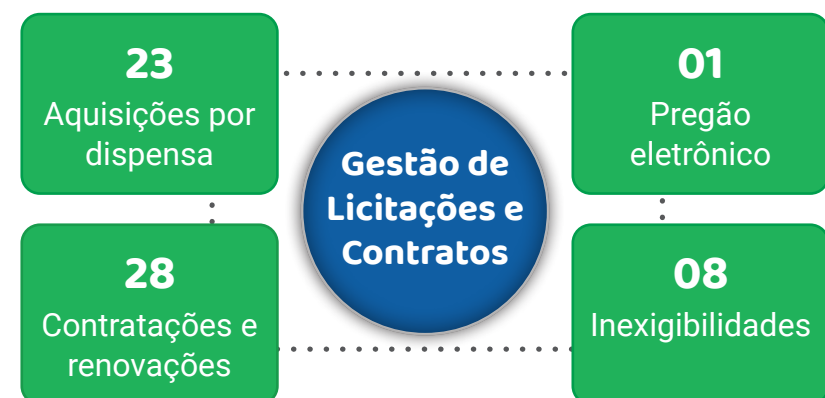 23
Aquisições por
dispensa
01
Pregão
eletrônico
Gestão de
Licitações e
Contratos
28
Contratações e
renovações
08
Inexigibilidades